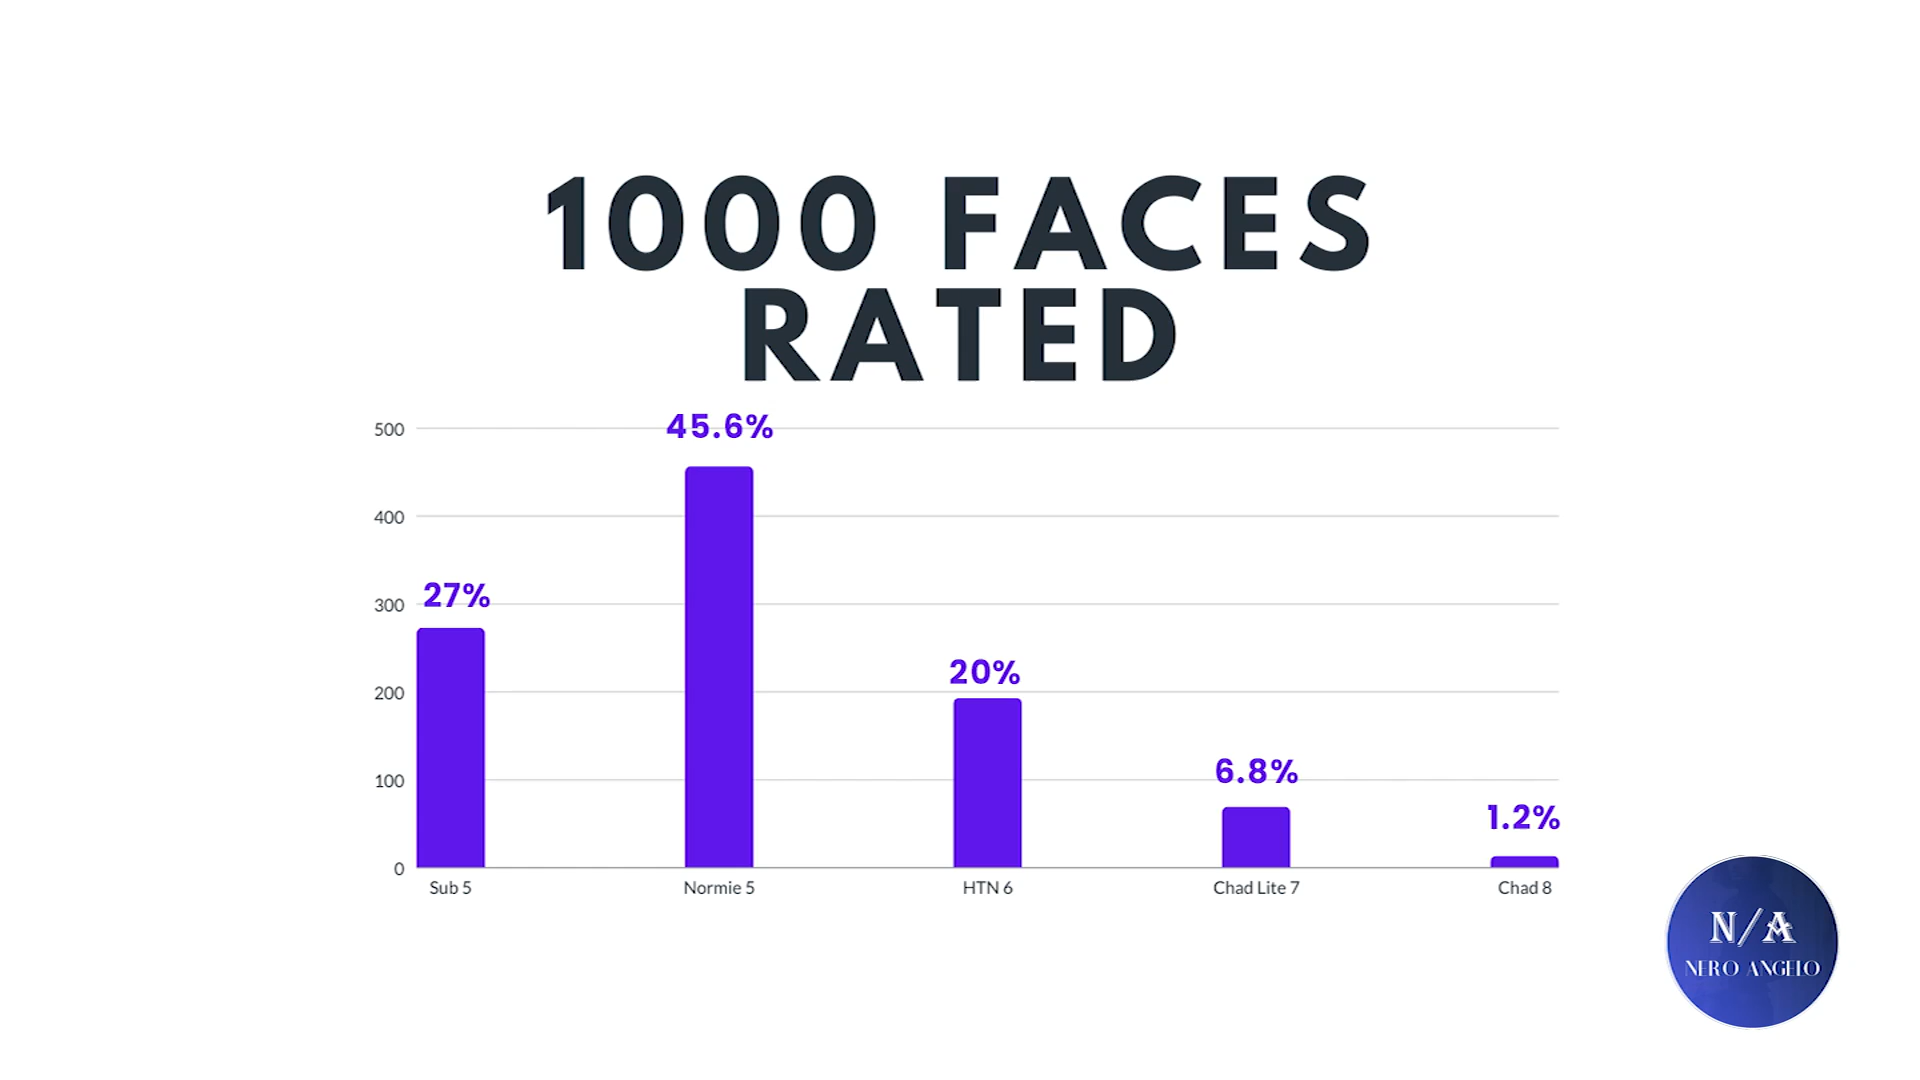 1000 FACES
RATED
500
45.6%
400
27%
300
20%
200
6.8%
100
1.2%
0
Sub 5
Normie 5
HTN 6
Chad Lite 7
Chad 8
N/A
NERO ANGELO